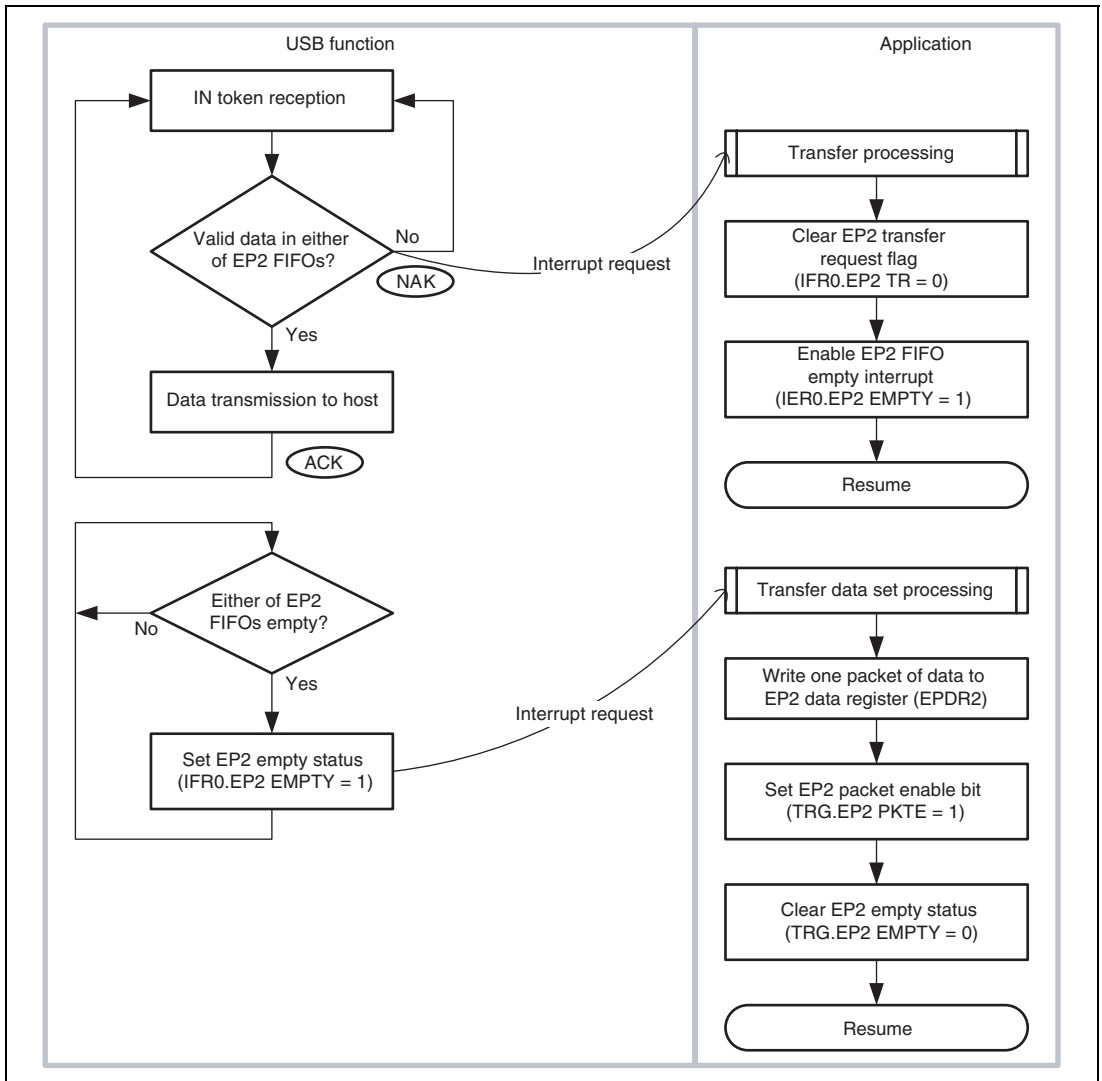 USB function
IN token reception
Valid data in either
of EP2 FIFOs?
No
NAK
Interrupt request
Yes
Data transmission to host
ACK
Either of EP2
FIFOs empty?
No
Yes
Interrupt request
Set EP2 empty status
(IFR0.EP2 EMPTY = 1)
Application
Transfer processing
Clear EP2 transfer
request flag
(IFR0.EP2 TR = 0)
Enable EP2 FIFO
empty interrupt
(IER0.EP2 EMPTY = 1)
Resume
Transfer data set processing
Write one packet of data to
EP2 data register (EPDR2)
Set EP2 packet enable bit
(TRG.EP2 PKTE = 1)
Clear EP2 empty status
(TRG.EP2 EMPTY = 0)
Resume